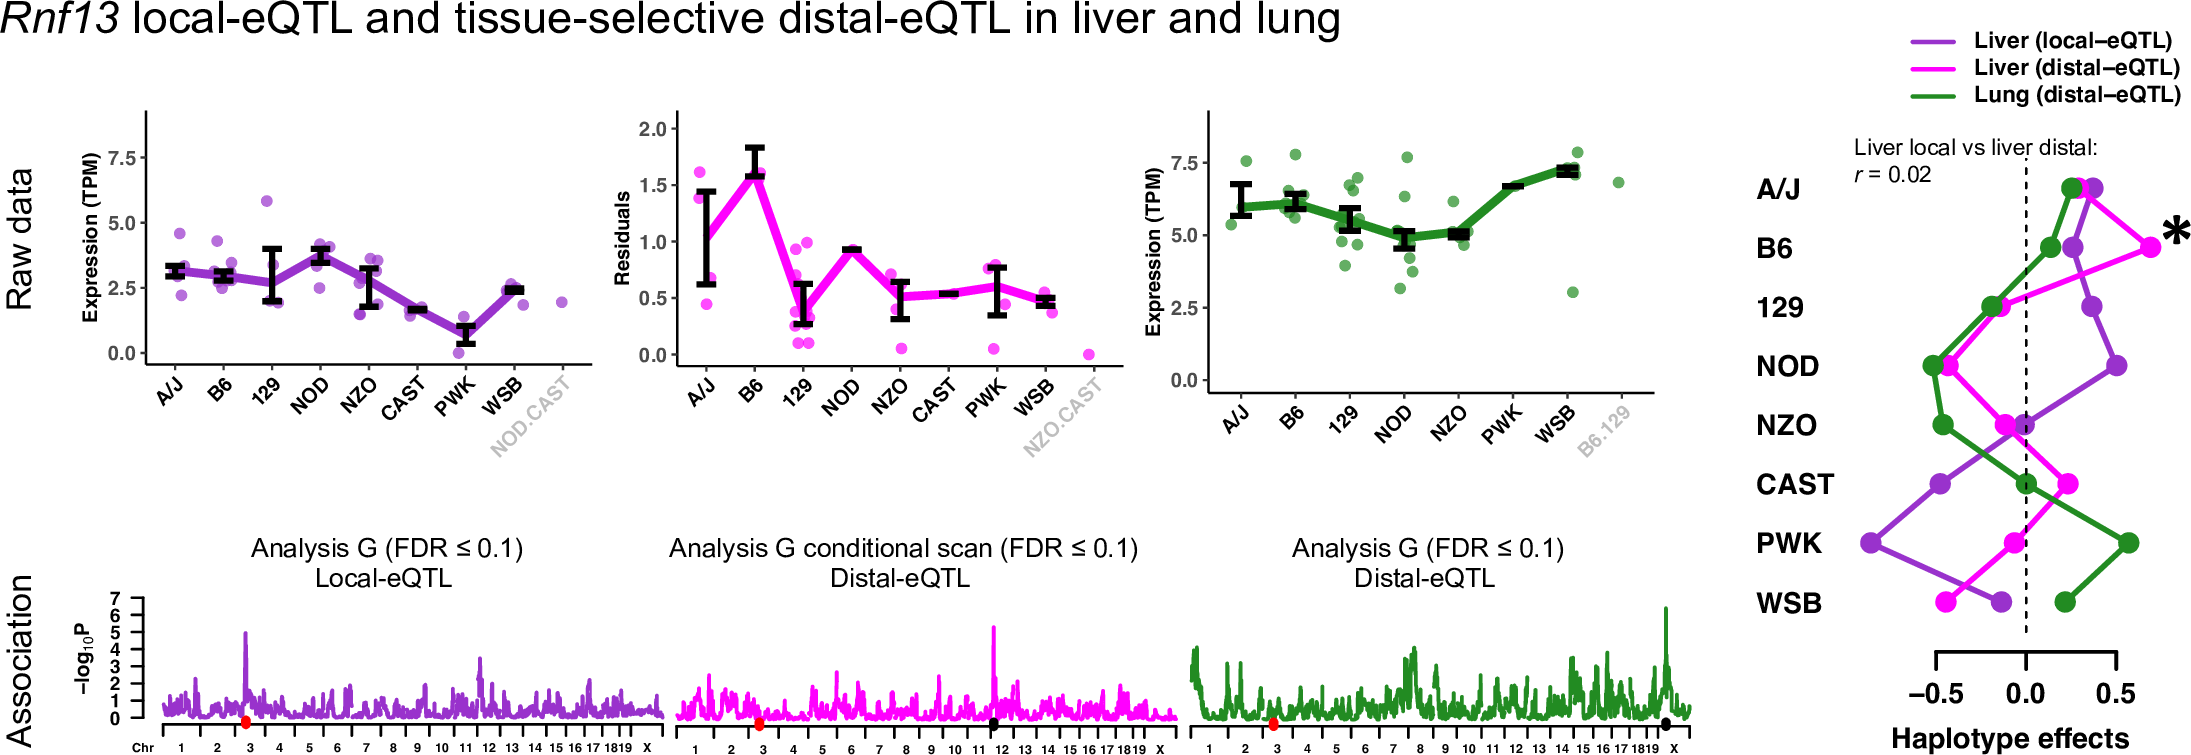 Rnf13 local-eQTL and tissue-selective distal-eQTL in liver and lung
Liver (local–eQTL)
Liver (distal–eQTL)
Lung (distal–eQTL)
Raw data
Expression (TPM)
7.5
5.0
2.5
0.0
A/J
B6
129
NOD
NZO
CAST
PWK
WSB
NOD.CAST
Residuals
2.0
1.5
1.0
0.5
0.0
A/J
B6
129
NOD
NZO
CAST
PWK
WSB
NZO.CAST
Expression (TPM)
7.5
5.0
2.5
0.0
A/J
B6
129
NOD
NZO
PWK
WSB
B6.129
Liver local vs liver distal:
r = 0.02
A/J
B6
*
129
NOD
NZO
CAST
PWK
WSB
−0.5 0.0 0.5
Haplotype effects
Association
Analysis G (FDR ≤ 0.1)
Local-eQTL
−log10P
7
6
5
4
3
2
1
0
Chr 1 2 3 4 5 6 7 8 9 10 11 12 13 14 15 16 17 18 19 X
Analysis G conditional scan (FDR ≤ 0.1)
Distal-eQTL
1 2 3 4 5 6 7 8 9 10 11 12 13 14 15 16 17 18 19 X
Analysis G (FDR ≤ 0.1)
Distal-eQTL
1 2 3 4 5 6 7 8 9 10 11 12 13 14 15 16 17 18 19 X